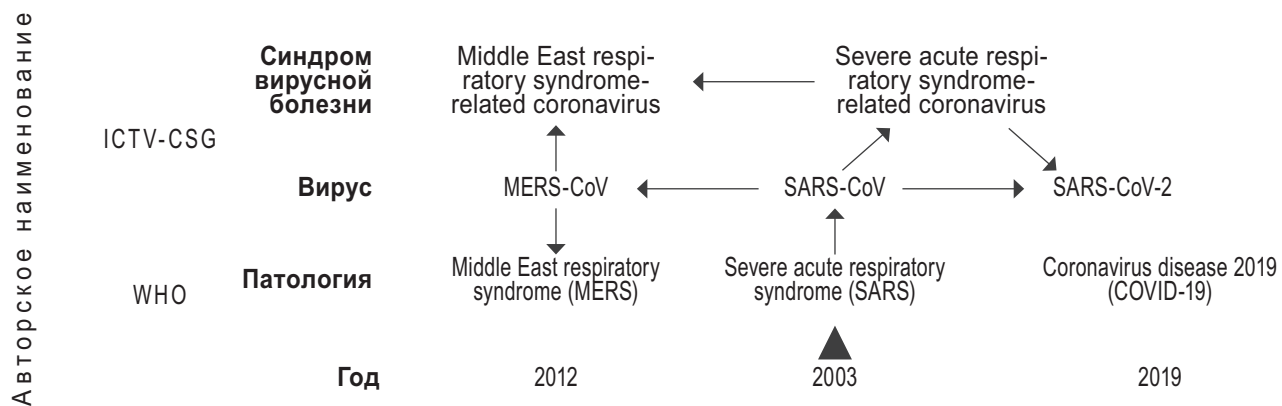 Авторское наименование
ICTV-CSG
WHO
Синдром
вирусной
болезни
Middle East respi-
ratory syndrome-
related coronavirus
Severe acute respi-
ratory syndrome-
related coronavirus
Вирус
MERS-CoV
SARS-CoV
SARS-CoV-2
Патология
Middle East respiratory
syndrome (MERS)
Severe acute respiratory
syndrome (SARS)
Coronavirus disease 2019
(COVID-19)
Год
2012
2003
2019